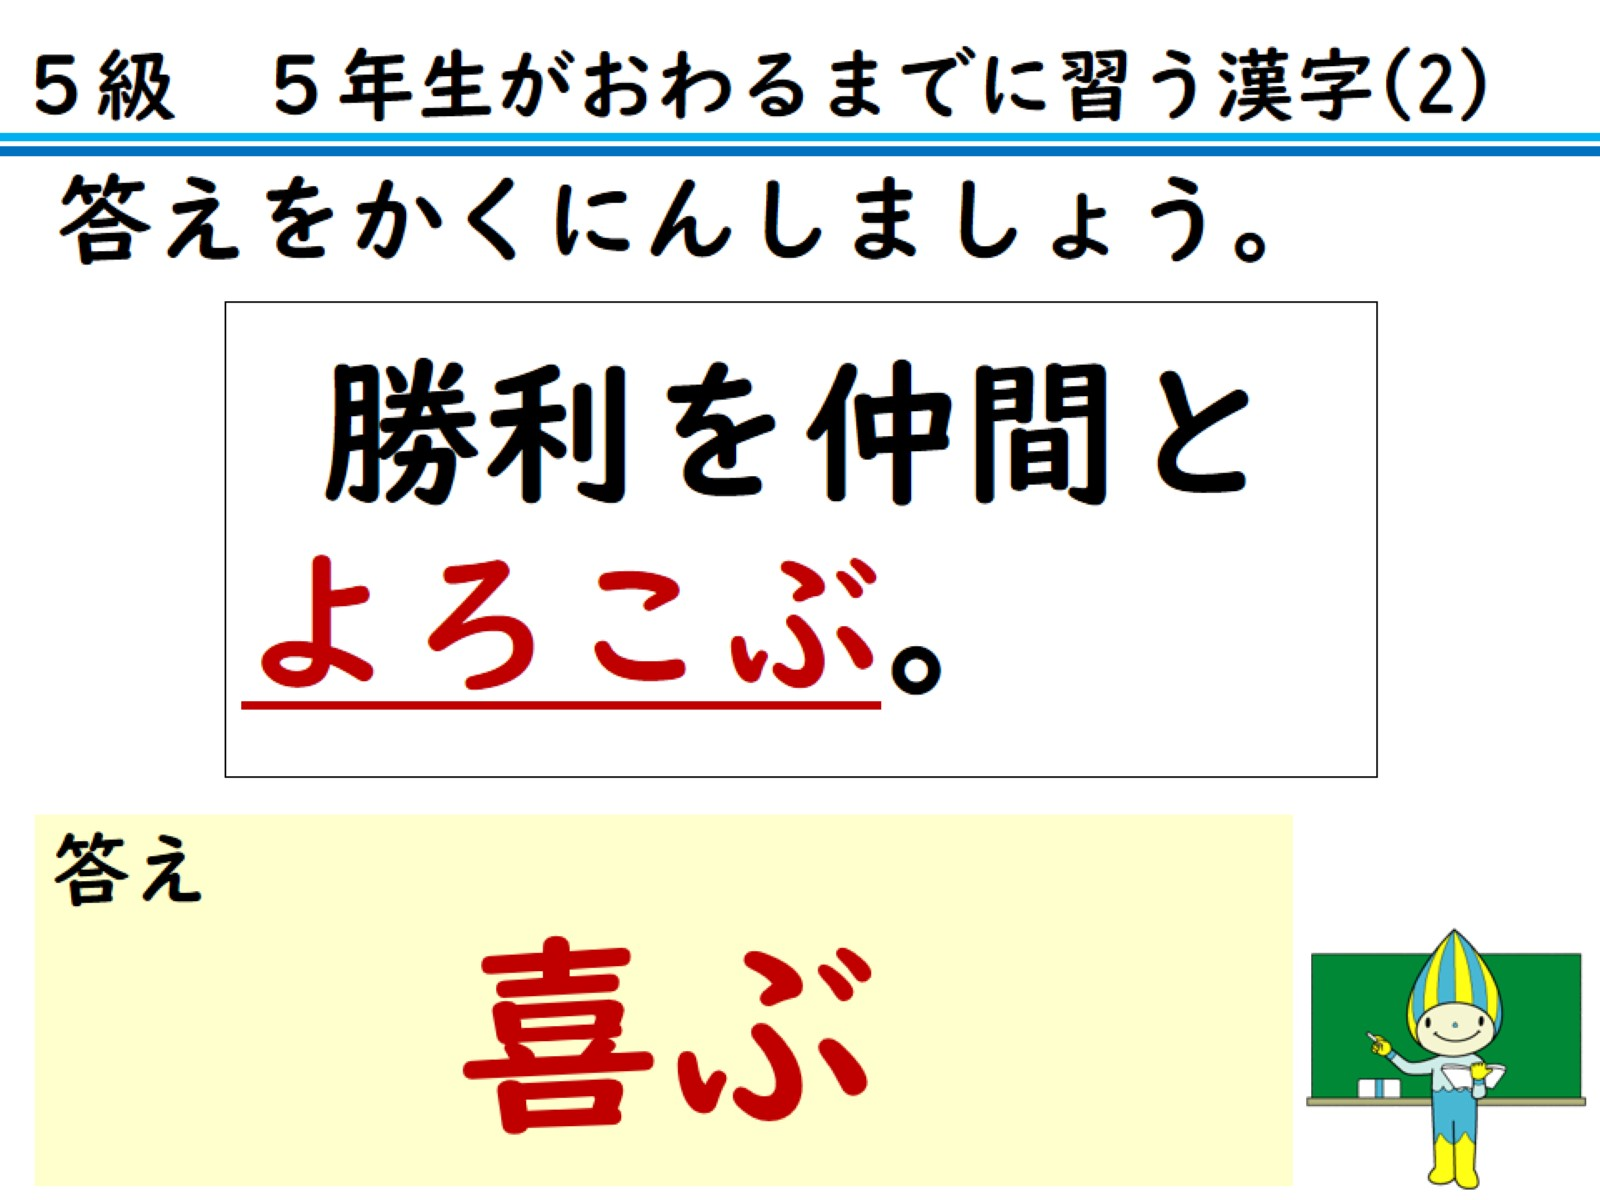 ５級　５年生がおわるまでに習う漢字(2)
答えをかくにんしましょう。
勝利を仲間と
よろこぶ。
答え
喜ぶ